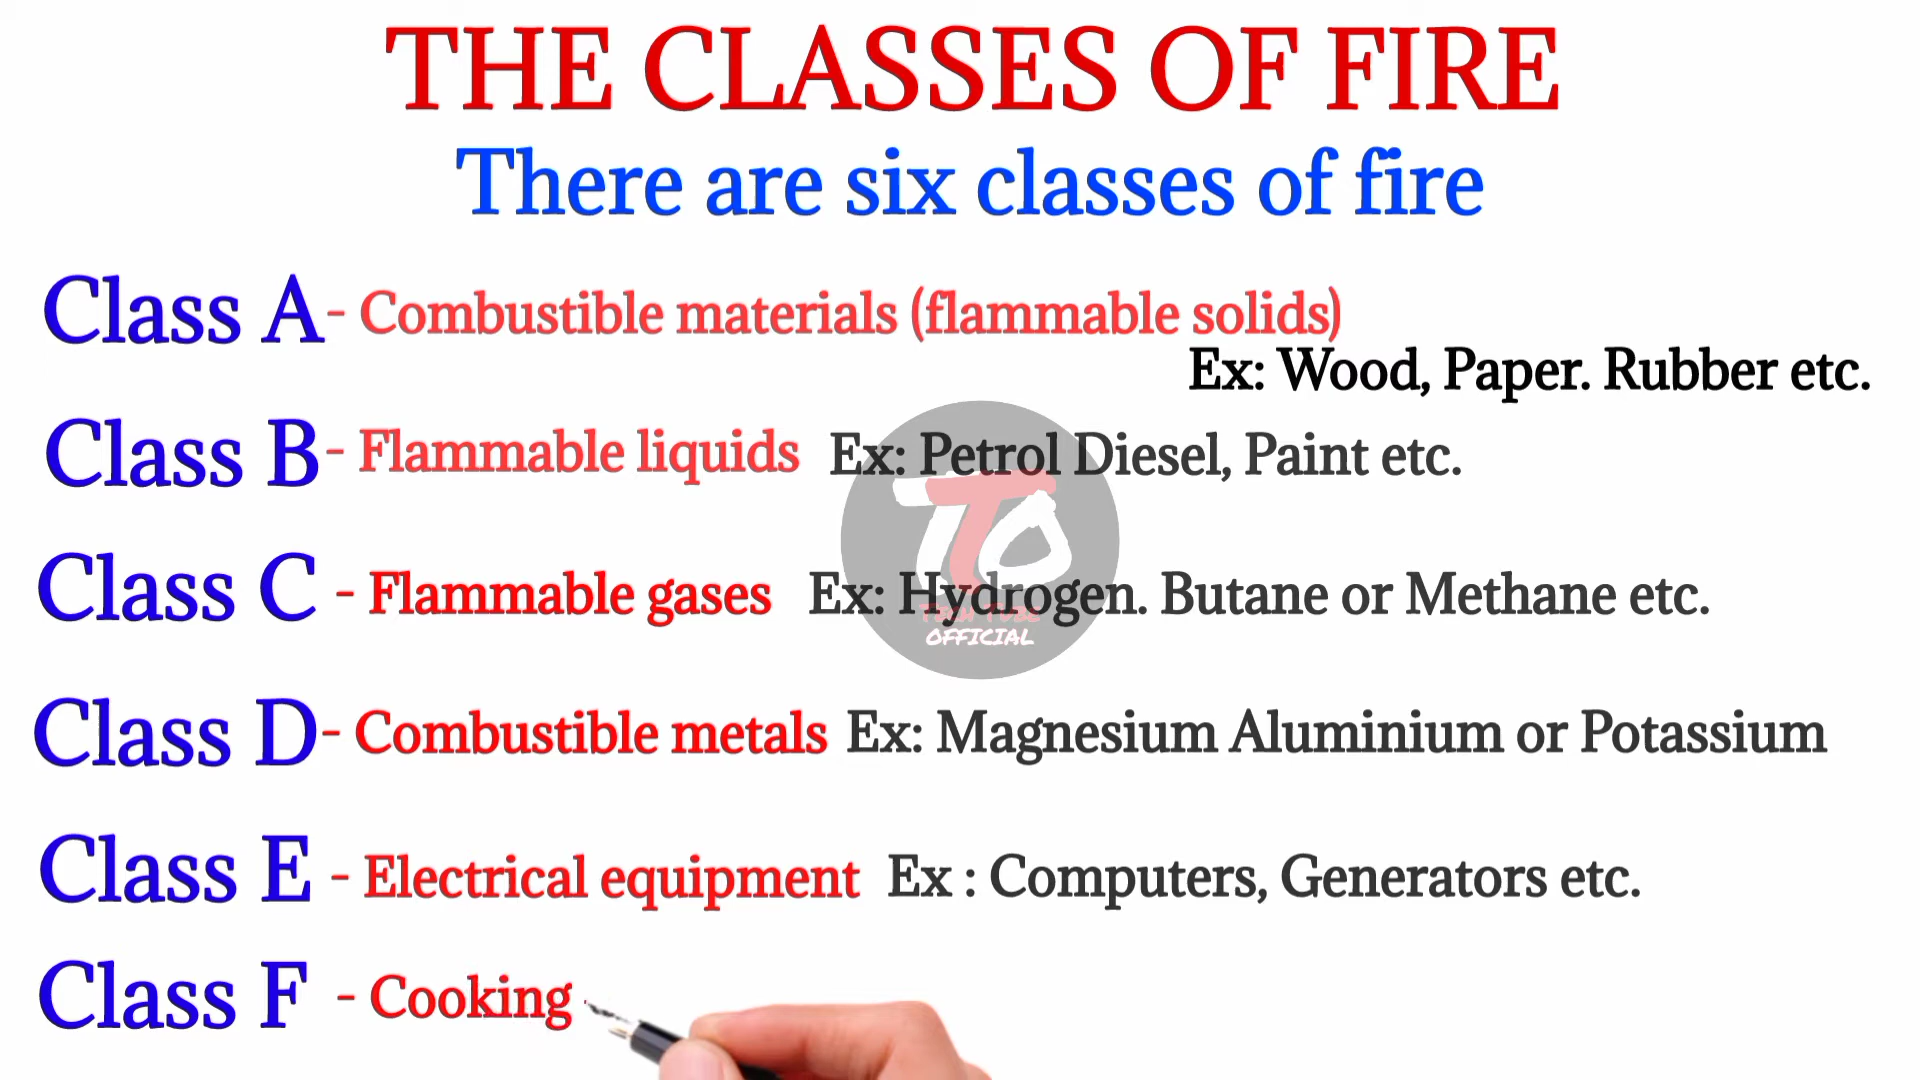 THE CLASSES OF FIRE
There are six classes of fire
Class A - Combustible materials (flammable solids)
Ex: Wood, Paper. Rubber etc.
Class B - Flammable liquids Ex: Petrol Diesel, Paint etc.
Class C - Flammable gases Ex: Hydrogen. Butane or Methane etc.
TECH TUBE
OFFICIAL
Class D - Combustible metals Ex: Magnesium Aluminium or Potassium
Class E - Electrical equipment Ex : Computers, Generators etc.
Class F - Cooking